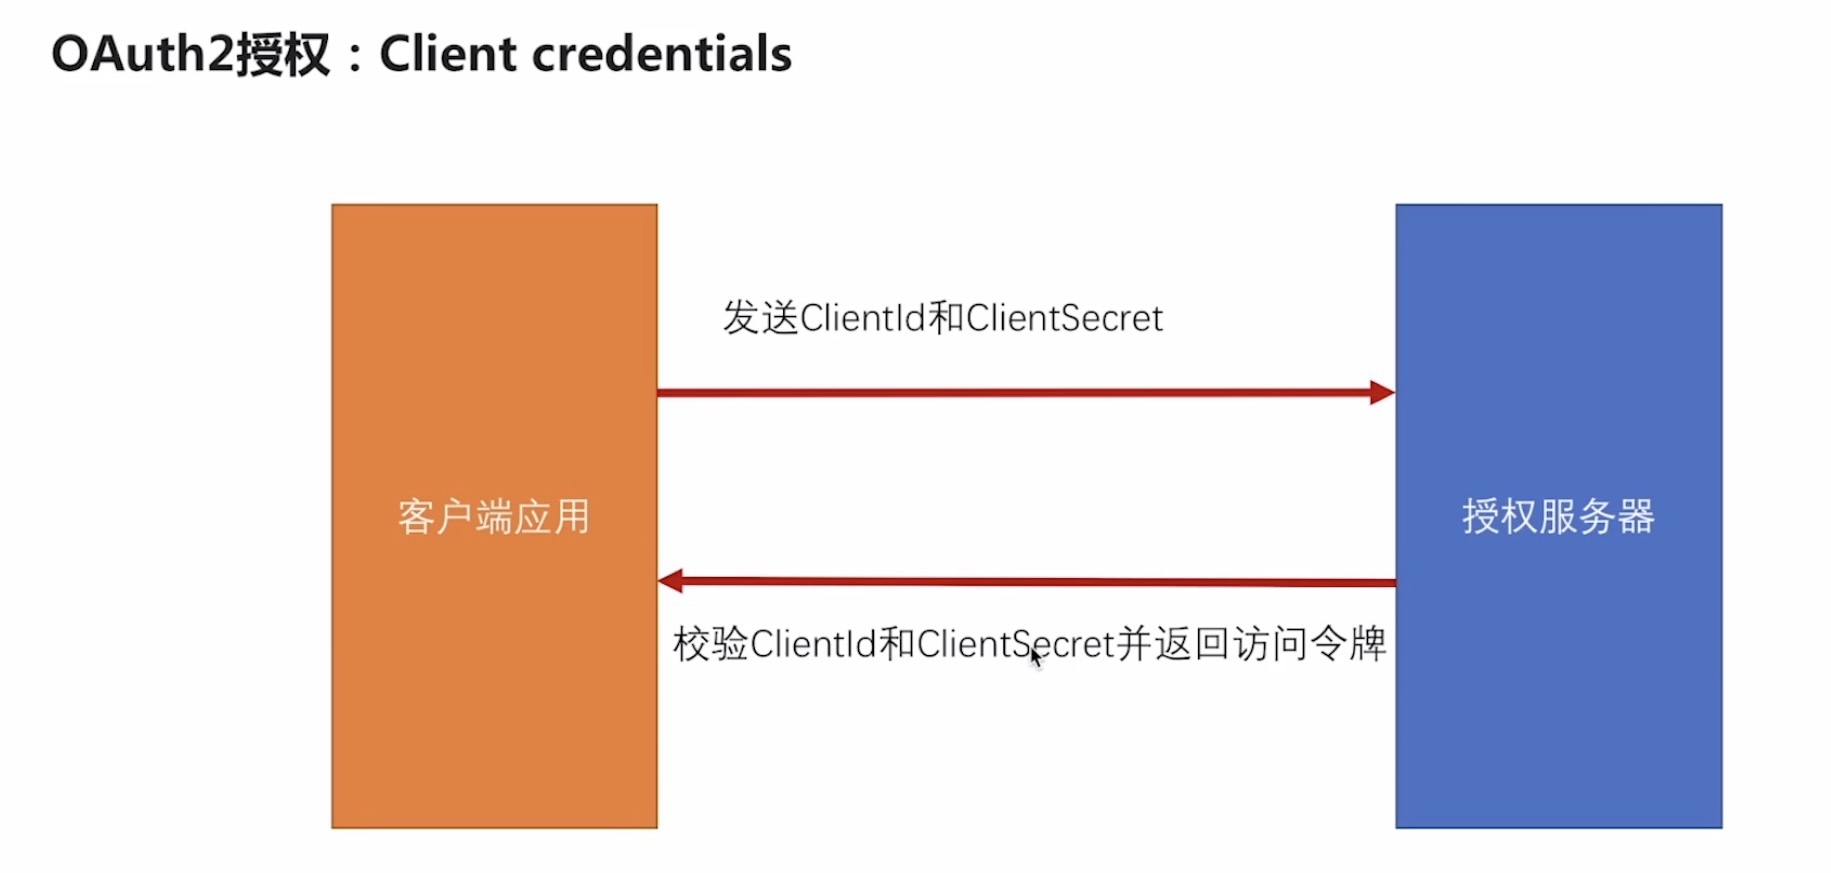 OAuth2授权：Client credentials
发送ClientId和ClientSecret
客户端应用
授权服务器
校验ClientId和ClientSecret并返回访问令牌